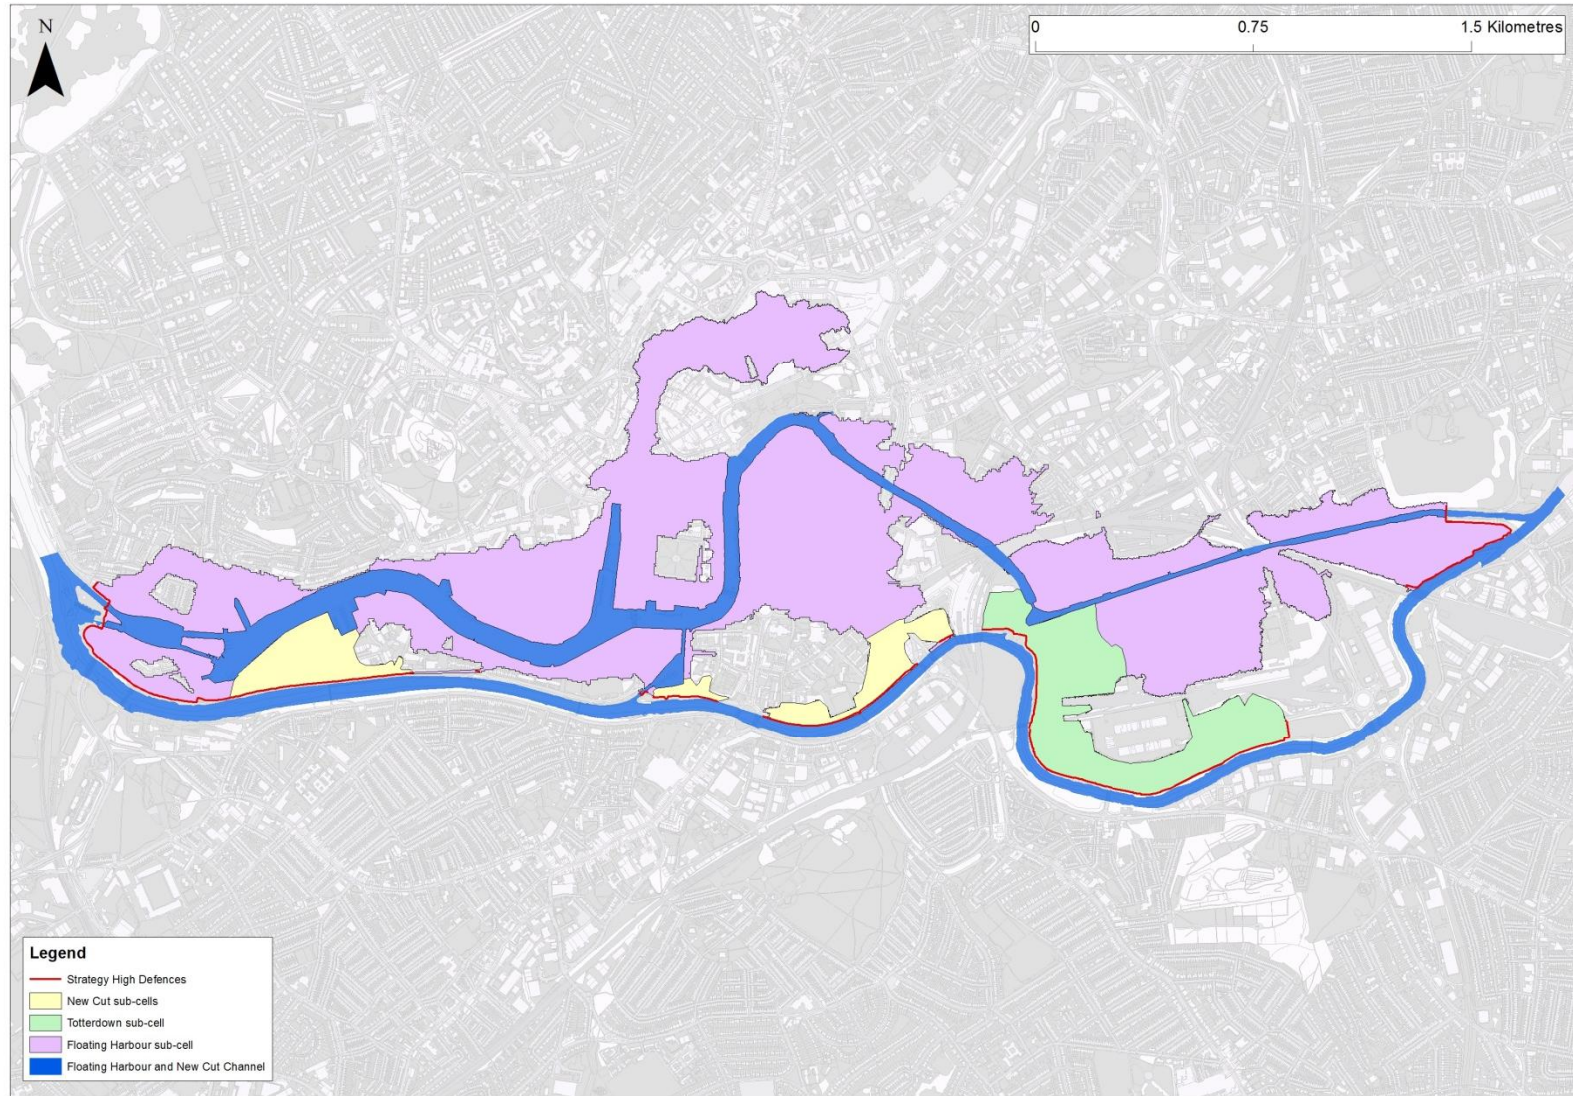 N
0 0.75 1.5 Kilometres
Legend
Strategy High Defences
New Cut sub-cells
Totterdown sub-cell
Floating Harbour sub-cell
Floating Harbour and New Cut Channel